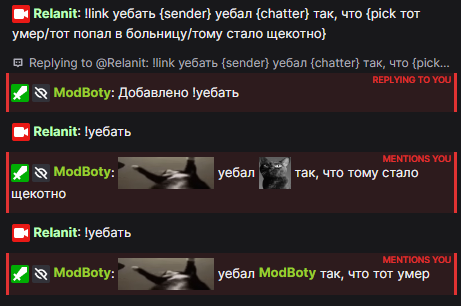 Relanit: !link уебать {sender} уебал {chatter} так, что {pick тот
умер/тот попал в больницу/тому стало щекотно}
Replying to @Relanit: !link уебать {sender} уебал {chatter} так, что {pick...
REPLYING TO YOU
ModBoty: Добавлено !уебать
Relanit: !уебать
MENTIONS YOU
ModBoty: уебал так, что тому стало
щекотно
Relanit: !уебать
MENTIONS YOU
ModBoty: уебал ModBoty так, что тот умер